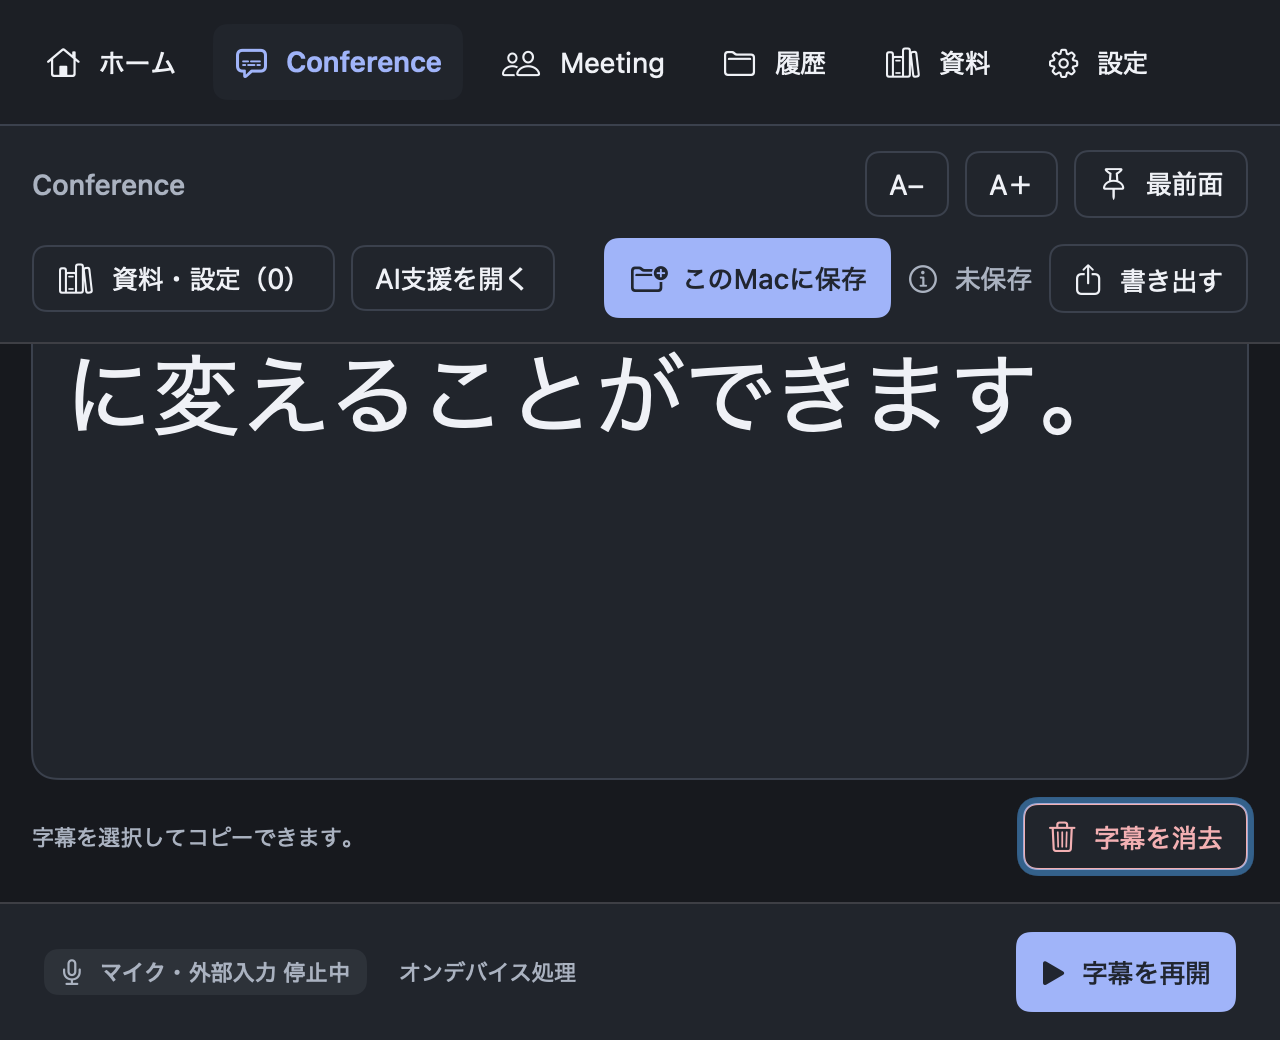 ホーム Conference Meeting 履歴 資料 設定
Conference A− A+ 最前面
資料・設定（0） AI支援を開く このMacに保存 未保存 書き出す
に変えることができます。
字幕を選択してコピーできます。 字幕を消去
マイク・外部入力 停止中 オンデバイス処理 字幕を再開